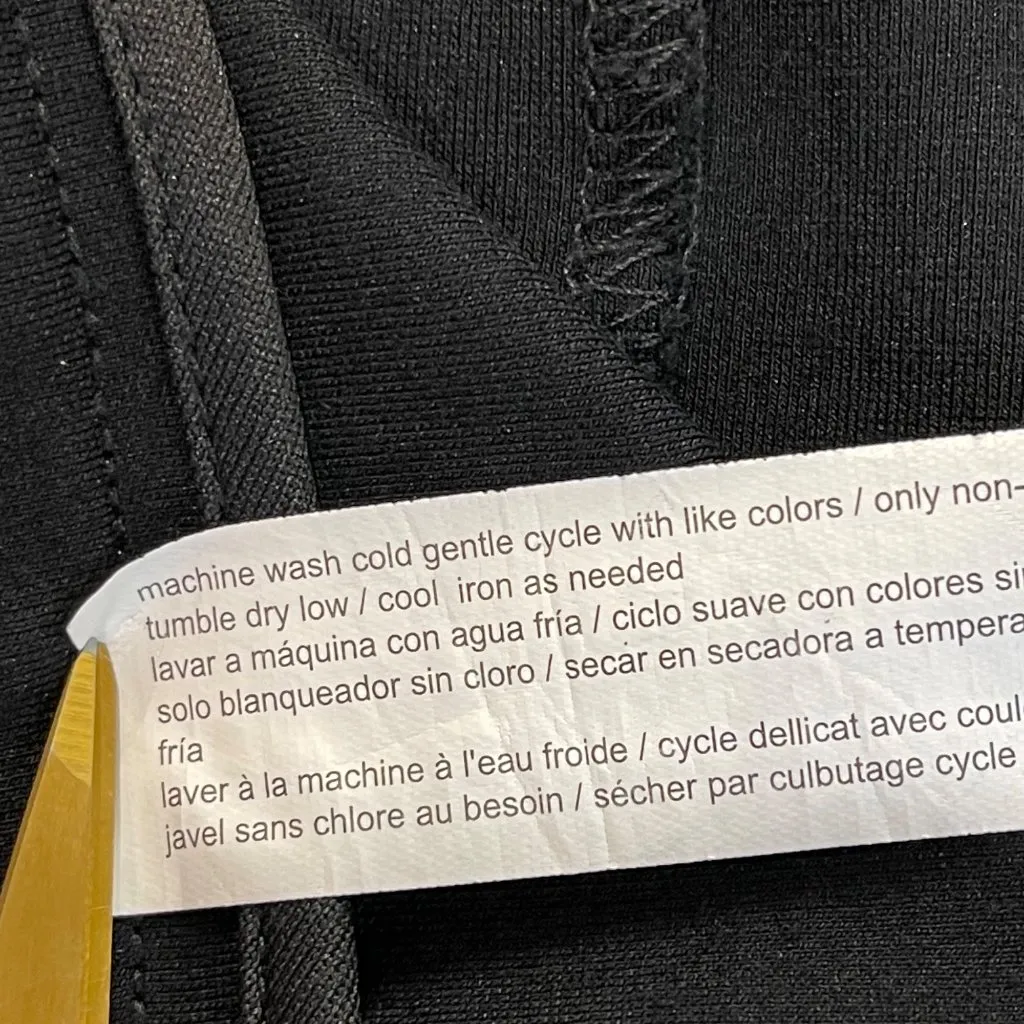 machine wash cold gentle cycle with like colors / only non-
tumble dry low / cool iron as needed
lavar a máquina con agua fría / ciclo suave con colores
solo blanqueador sin cloro / secar en secadora a
fría
laver à la machine à l'eau froide / cycle dellicat avec
javel sans chlore au besoin / sécher par culbutage cycle